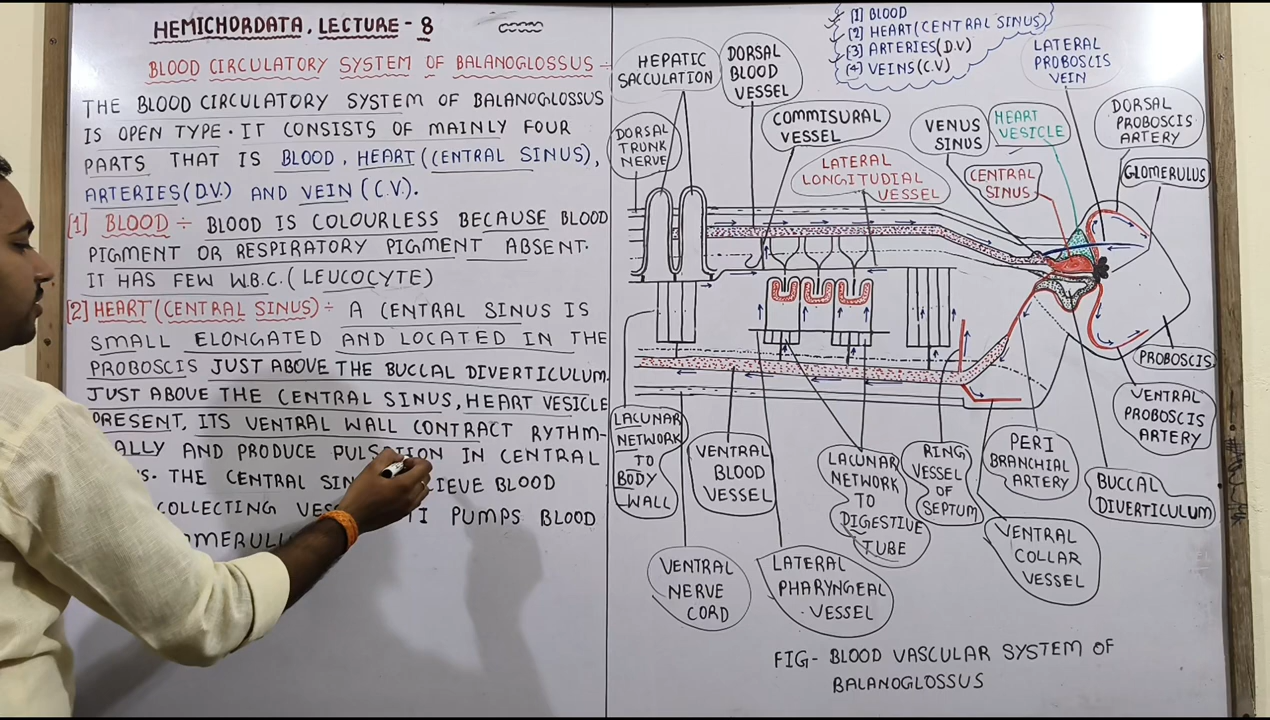 HEMICHORDATA, LECTURE - 8
BLOOD CIRCULATORY SYSTEM OF BALANOGLOSSUS :-
THE BLOOD CIRCULATORY SYSTEM OF BALANOGLOSSUS
IS OPEN TYPE. IT CONSISTS OF MAINLY FOUR
PARTS THAT IS BLOOD, HEART (CENTRAL SINUS),
ARTERIES (D.V.) AND VEIN (C.V.).
[1] BLOOD ÷ BLOOD IS COLOURLESS BECAUSE BLOOD
PIGMENT OR RESPIRATORY PIGMENT ABSENT.
IT HAS FEW W.B.C. (LEUCOCYTE)
[2] HEART (CENTRAL SINUS) ÷ A CENTRAL SINUS IS
SMALL ELONGATED AND LOCATED IN THE
PROBOSCIS JUST ABOVE THE BUCCAL DIVERTICULUM.
JUST ABOVE THE CENTRAL SINUS, HEART VESICLE
PRESENT, ITS VENTRAL WALL CONTRACT RYTHM-
ALLY AND PRODUCE PULSATION IN CENTRAL
THE CENTRAL BLOOD
COLLECTING PUMPS BLOOD
[1] BLOOD
[2] HEART (CENTRAL SINUS)
[3] ARTERIES (D.V)
[4] VEINS (C.V)
HEPATIC
SACCULATION
DORSAL
BLOOD
VESSEL
LATERAL
PROBOSCIS
VEIN
DORSAL
TRUNK
NERVE
COMMISURAL
VESSEL
VENUS
SINUS
HEART
VESICLE
DORSAL
PROBOSCIS
ARTERY
LATERAL
LONGITUDIAL
VESSEL
CENTRAL
SINUS
GLOMERULUS
PROBOSCIS
VENTRAL
PROBOSCIS
ARTERY
LACUNAR
NETWORK
TO
BODY
WALL
VENTRAL
BLOOD
VESSEL
LACUNAR
NETWORK
TO
DIGESTIVE
TUBE
RING
VESSEL
OF
SEPTUM
PERI
BRANCHIAL
ARTERY
BUCCAL
DIVERTICULUM
VENTRAL
NERVE
CORD
LATERAL
PHARYNGEAL
VESSEL
VENTRAL
COLLAR
VESSEL
FIG- BLOOD VASCULAR SYSTEM OF
BALANOGLOSSUS